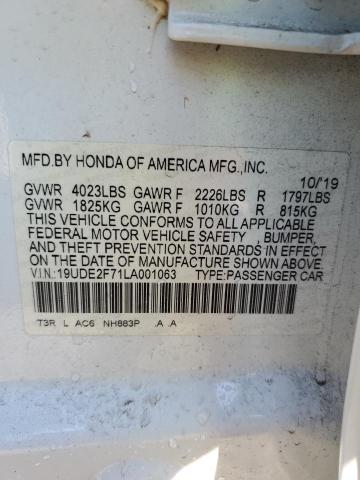 MFD.BY HONDA OF AMERICA MFG.,INC.
10/'19
GVWR 4023LBS GAWR F 2226LBS R 1797LBS
GVWR 1825KG GAWR F 1010KG R 815KG
THIS VEHICLE CONFORMS TO ALL APPLICABLE
FEDERAL MOTOR VEHICLE SAFETY , BUMPER,
AND THEFT PREVENTION STANDARDS IN EFFECT
ON THE DATE OF MANUFACTURE SHOWN ABOVE.
V.I.N:19UDE2F71LA001063 TYPE:PASSENGER CAR
T3R L AC6 NH883P .A .A